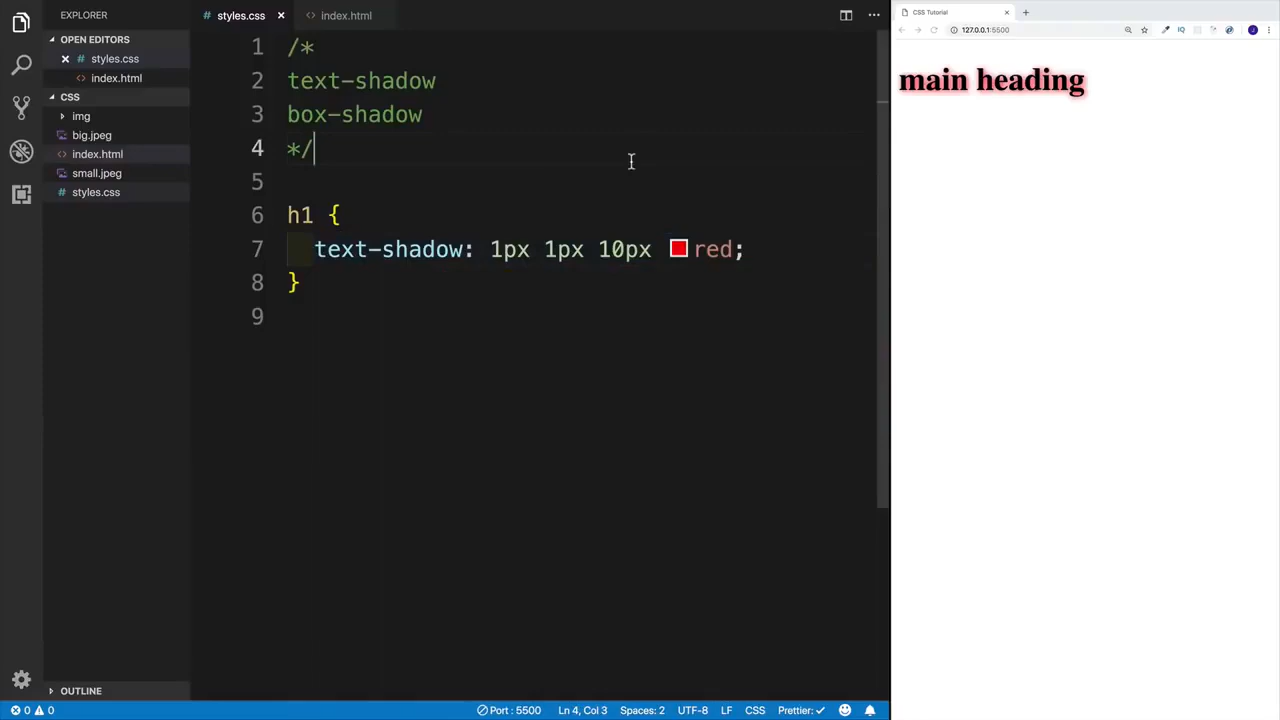 EXPLORER
OPEN EDITORS
# styles.css
<> index.html
CSS
img
big.jpeg
<> index.html
small.jpeg
# styles.css
OUTLINE
# styles.css ×
<> index.html
1 /*
2 text-shadow
3 box-shadow
4 */
5
6 h1 {
7 text-shadow: 1px 1px 10px red;
8 }
9
0 0 Port : 5500 Ln 4, Col 3 Spaces: 2 UTF-8 LF CSS Prettier: ✓
CSS Tutorial
127.0.0.1:5500 IQ J
main heading